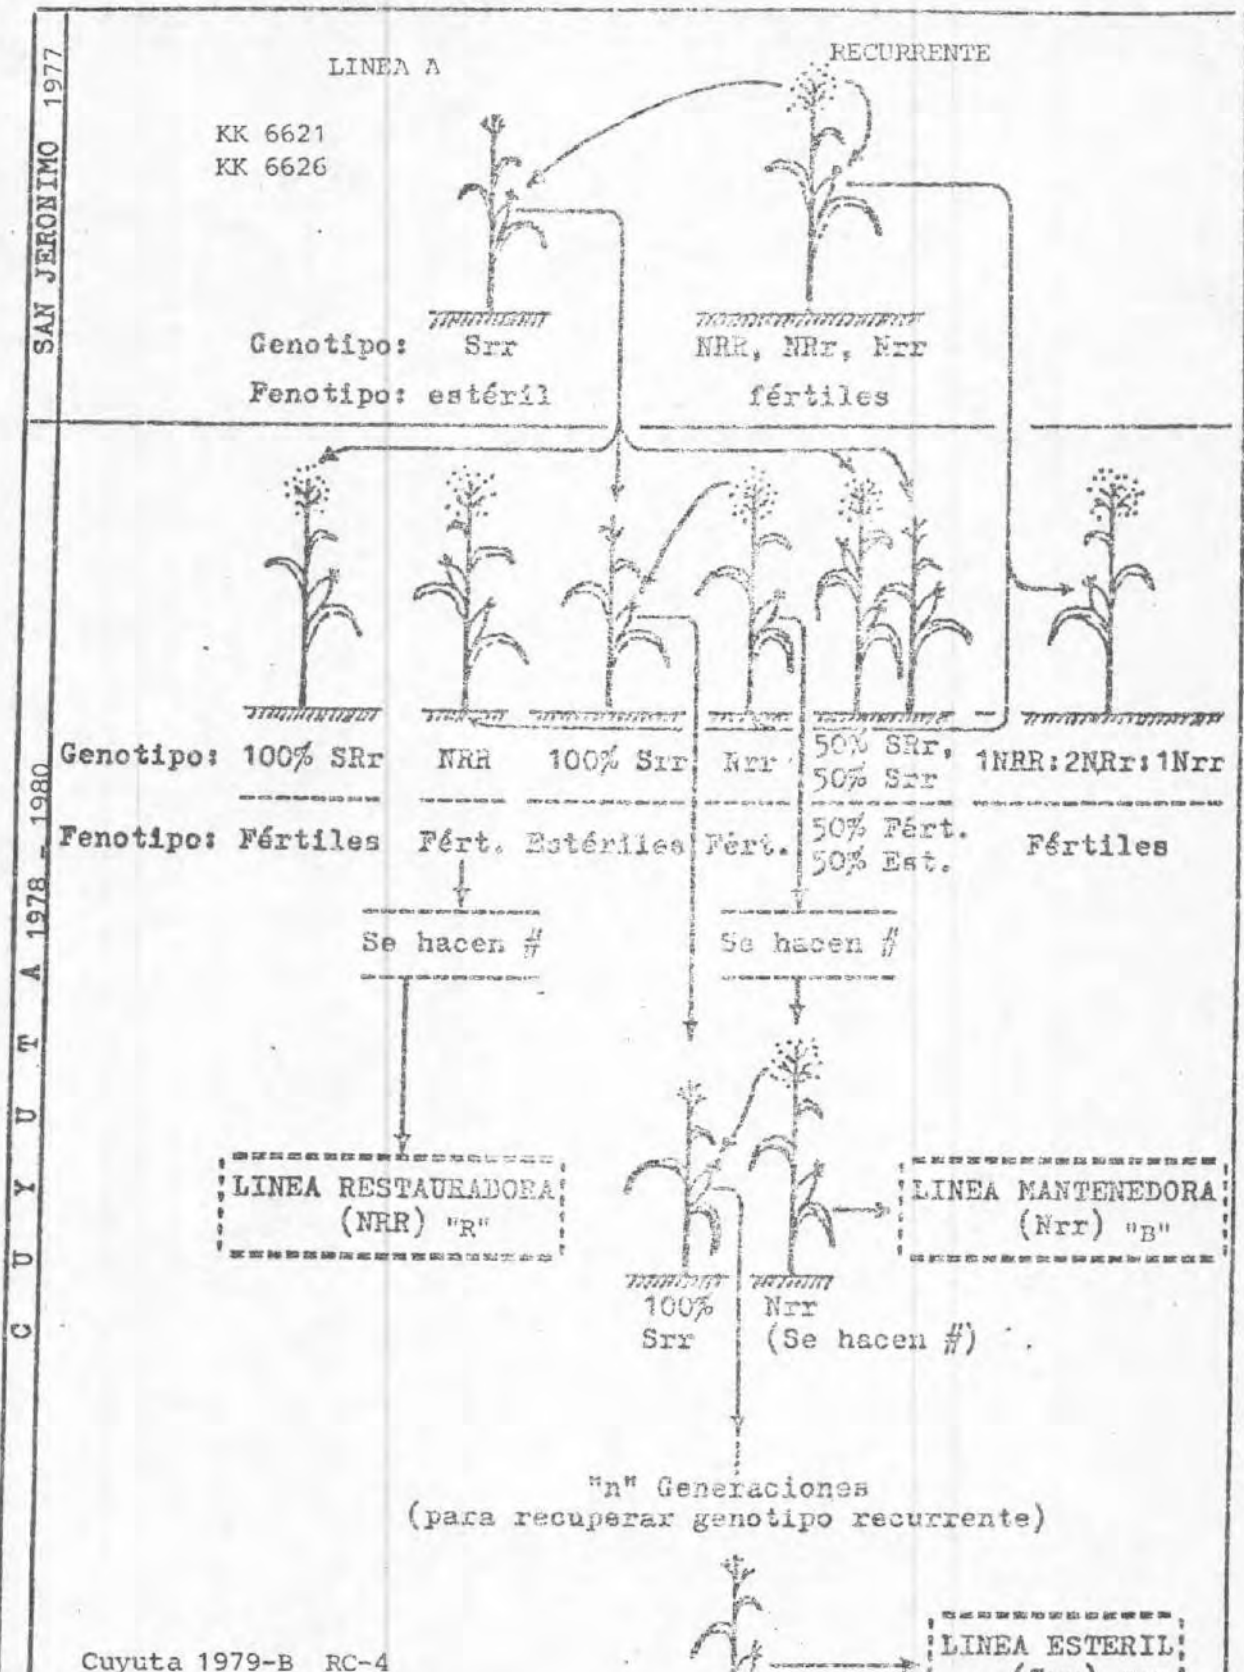 SAN JERONIMO 1977
LINEA A
RECURRENTE
KK 6621
KK 6626
Genotipo: Srr NRR, NRr, Nrr
Fenotipo: estéril fértiles
CUYUTA 1978-1980
Genotipo: 100% SRr NRR 100% Srr Nrr 50% SRr, 1NRR:2NRr:1Nrr
50% Srr
Fenotipo: Fértiles Fért. Estériles Fért. 50% Fért. Fértiles
50% Est.
Se hacen # Se hacen #
LINEA RESTAURADORA
(NRR) "R"
LINEA MANTENEDORA
(Nrr) "B"
100% Nrr
Srr (Se hacen #)
"n" Generaciones
(para recuperar genotipo recurrente)
LINEA ESTERIL
Cuyuta 1979-B RC-4